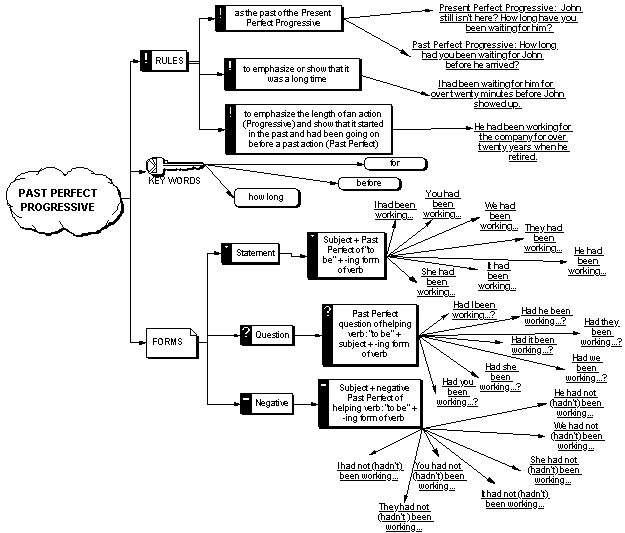 as the past of the Present
Perfect Progressive
Present Perfect Progressive: John
still isn't here? How long have you
been waiting for him?
Past Perfect Progressive: How long
had you been waiting for John
before he arrived?
RULES
to emphasize or show that it
was a long time
I had been waiting for him for
over twenty minutes before John
showed up.
to emphasize the length of an action
(Progressive) and show that it started
in the past and had been going on
before a past action (Past Perfect)
He had been working for
the company for over
twenty years when he
retired.
KEY WORDS
for
before
how long
PAST PERFECT
PROGRESSIVE
FORMS
Statement
Subject + Past
Perfect of "to
be" + -ing form
of verb
I had been
working...
You had
been
working...
We had
been
working...
They had
been
working...
He had
been
working...
It had
been
working...
She had
been
working...
? Question
?
Past Perfect
question of helping
verb: "to be" +
subject + -ing form
of verb
Had I been
working...?
Had he been
working...?
Had they
been
working...?
Had it been
working...?
Had we
been
working...?
Had she
been
working...?
Had you
been
working...?
Negative
Subject + negative
Past Perfect of
helping verb: "to be" +
-ing form of verb
He had not
(hadn't) been
working...
We had not
(hadn't) been
working...
She had not
(hadn't) been
working...
It had not (hadn't)
been working...
You had not
(hadn't) been
working...
I had not (hadn't)
been working...
They had not
(hadn't ) been
working...